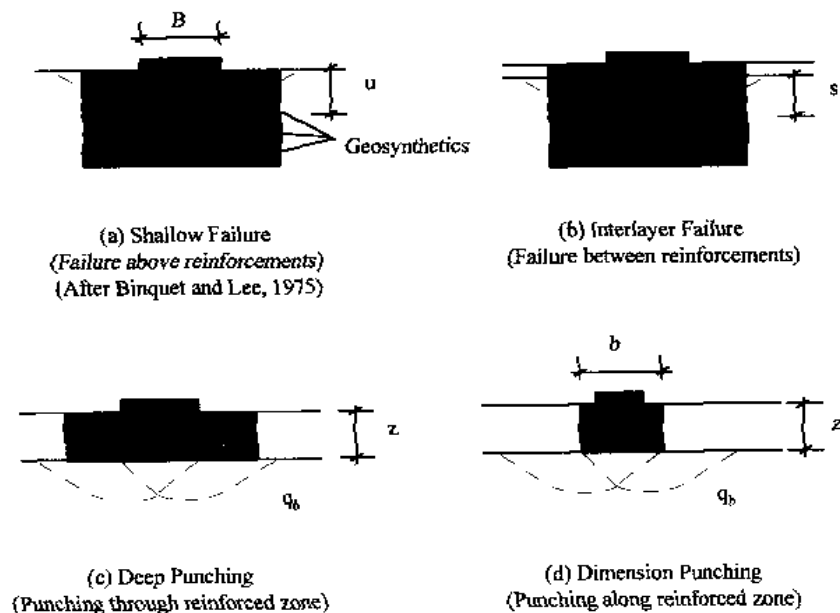 B
u
s
Geosynthetics
(a) Shallow Failure
(Failure above reinforcements)
(After Binquet and Lee, 1975)
(b) Interlayer Failure
(Failure between reinforcements)
b
z
z
q_b
q_b
(c) Deep Punching
(Punching through reinforced zone)
(d) Dimension Punching
(Punching along reinforced zone)